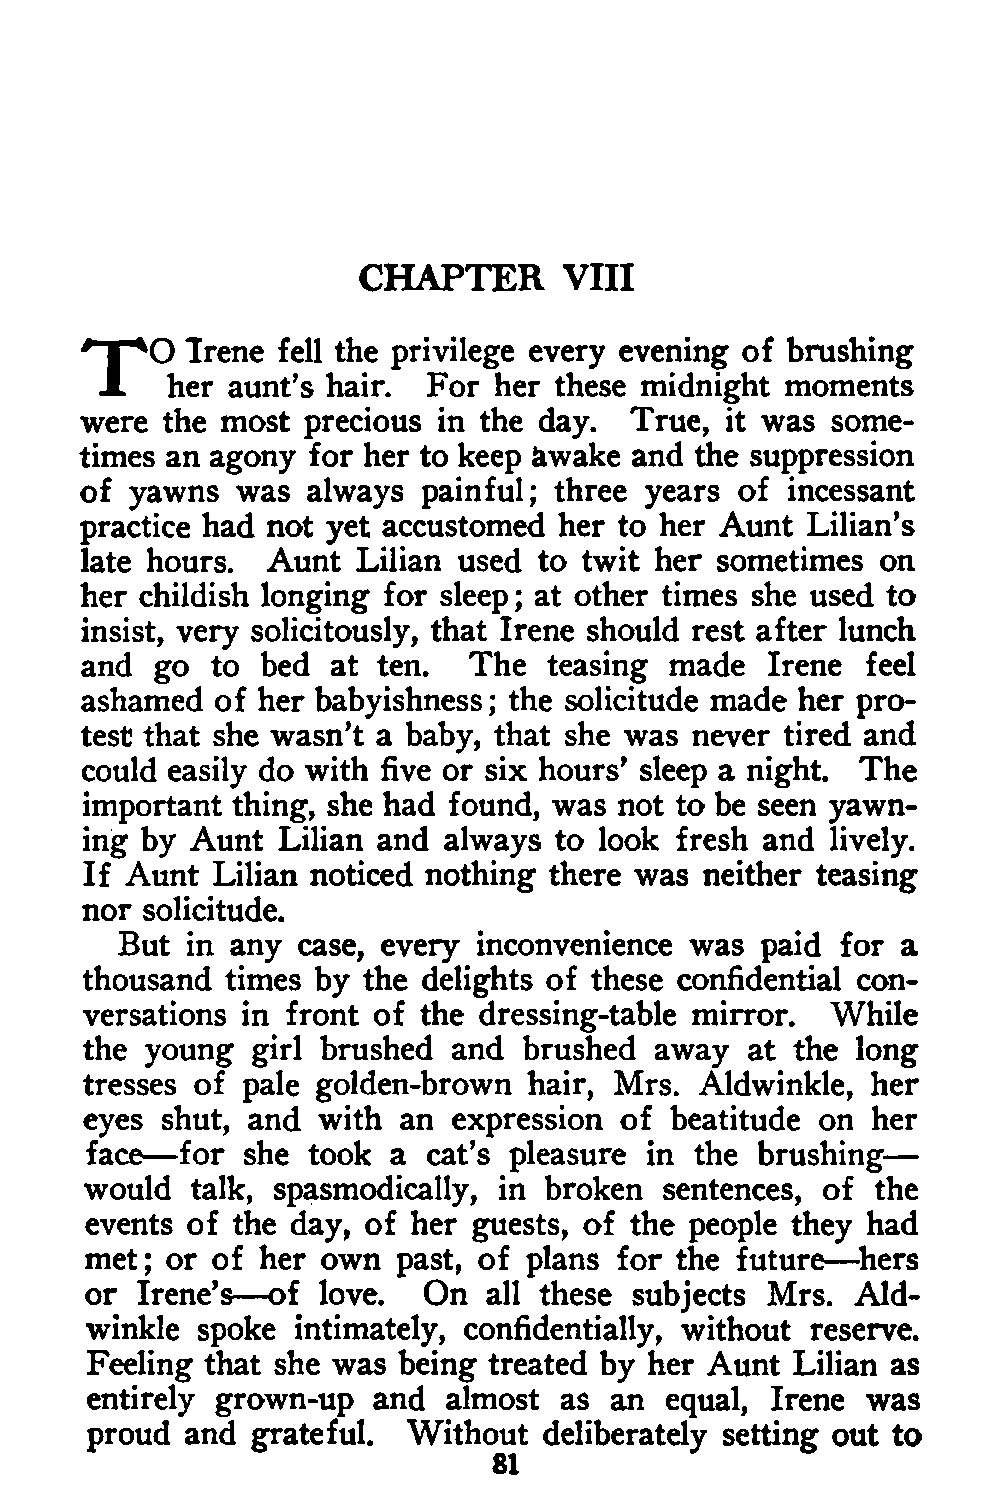 CHAPTER VIII
TO Irene fell the privilege every evening of brushing
her aunt's hair. For her these midnight moments
were the most precious in the day. True, it was some-
times an agony for her to keep awake and the suppression
of yawns was always painful; three years of incessant
practice had not yet accustomed her to her Aunt Lilian's
late hours. Aunt Lilian used to twit her sometimes on
her childish longing for sleep; at other times she used to
insist, very solicitously, that Irene should rest after lunch
and go to bed at ten. The teasing made Irene feel
ashamed of her babyishness; the solicitude made her pro-
test that she wasn't a baby, that she was never tired and
could easily do with five or six hours' sleep a night. The
important thing, she had found, was not to be seen yawn-
ing by Aunt Lilian and always to look fresh and lively.
If Aunt Lilian noticed nothing there was neither teasing
nor solicitude.
But in any case, every inconvenience was paid for a
thousand times by the delights of these confidential con-
versations in front of the dressing-table mirror. While
the young girl brushed and brushed away at the long
tresses of pale golden-brown hair, Mrs. Aldwinkle, her
eyes shut, and with an expression of beatitude on her
face—for she took a cat's pleasure in the brushing—
would talk, spasmodically, in broken sentences, of the
events of the day, of her guests, of the people they had
met; or of her own past, of plans for the future—hers
or Irene's—of love. On all these subjects Mrs. Ald-
winkle spoke intimately, confidentially, without reserve.
Feeling that she was being treated by her Aunt Lilian as
entirely grown-up and almost as an equal, Irene was
proud and grateful. Without deliberately setting out to
81